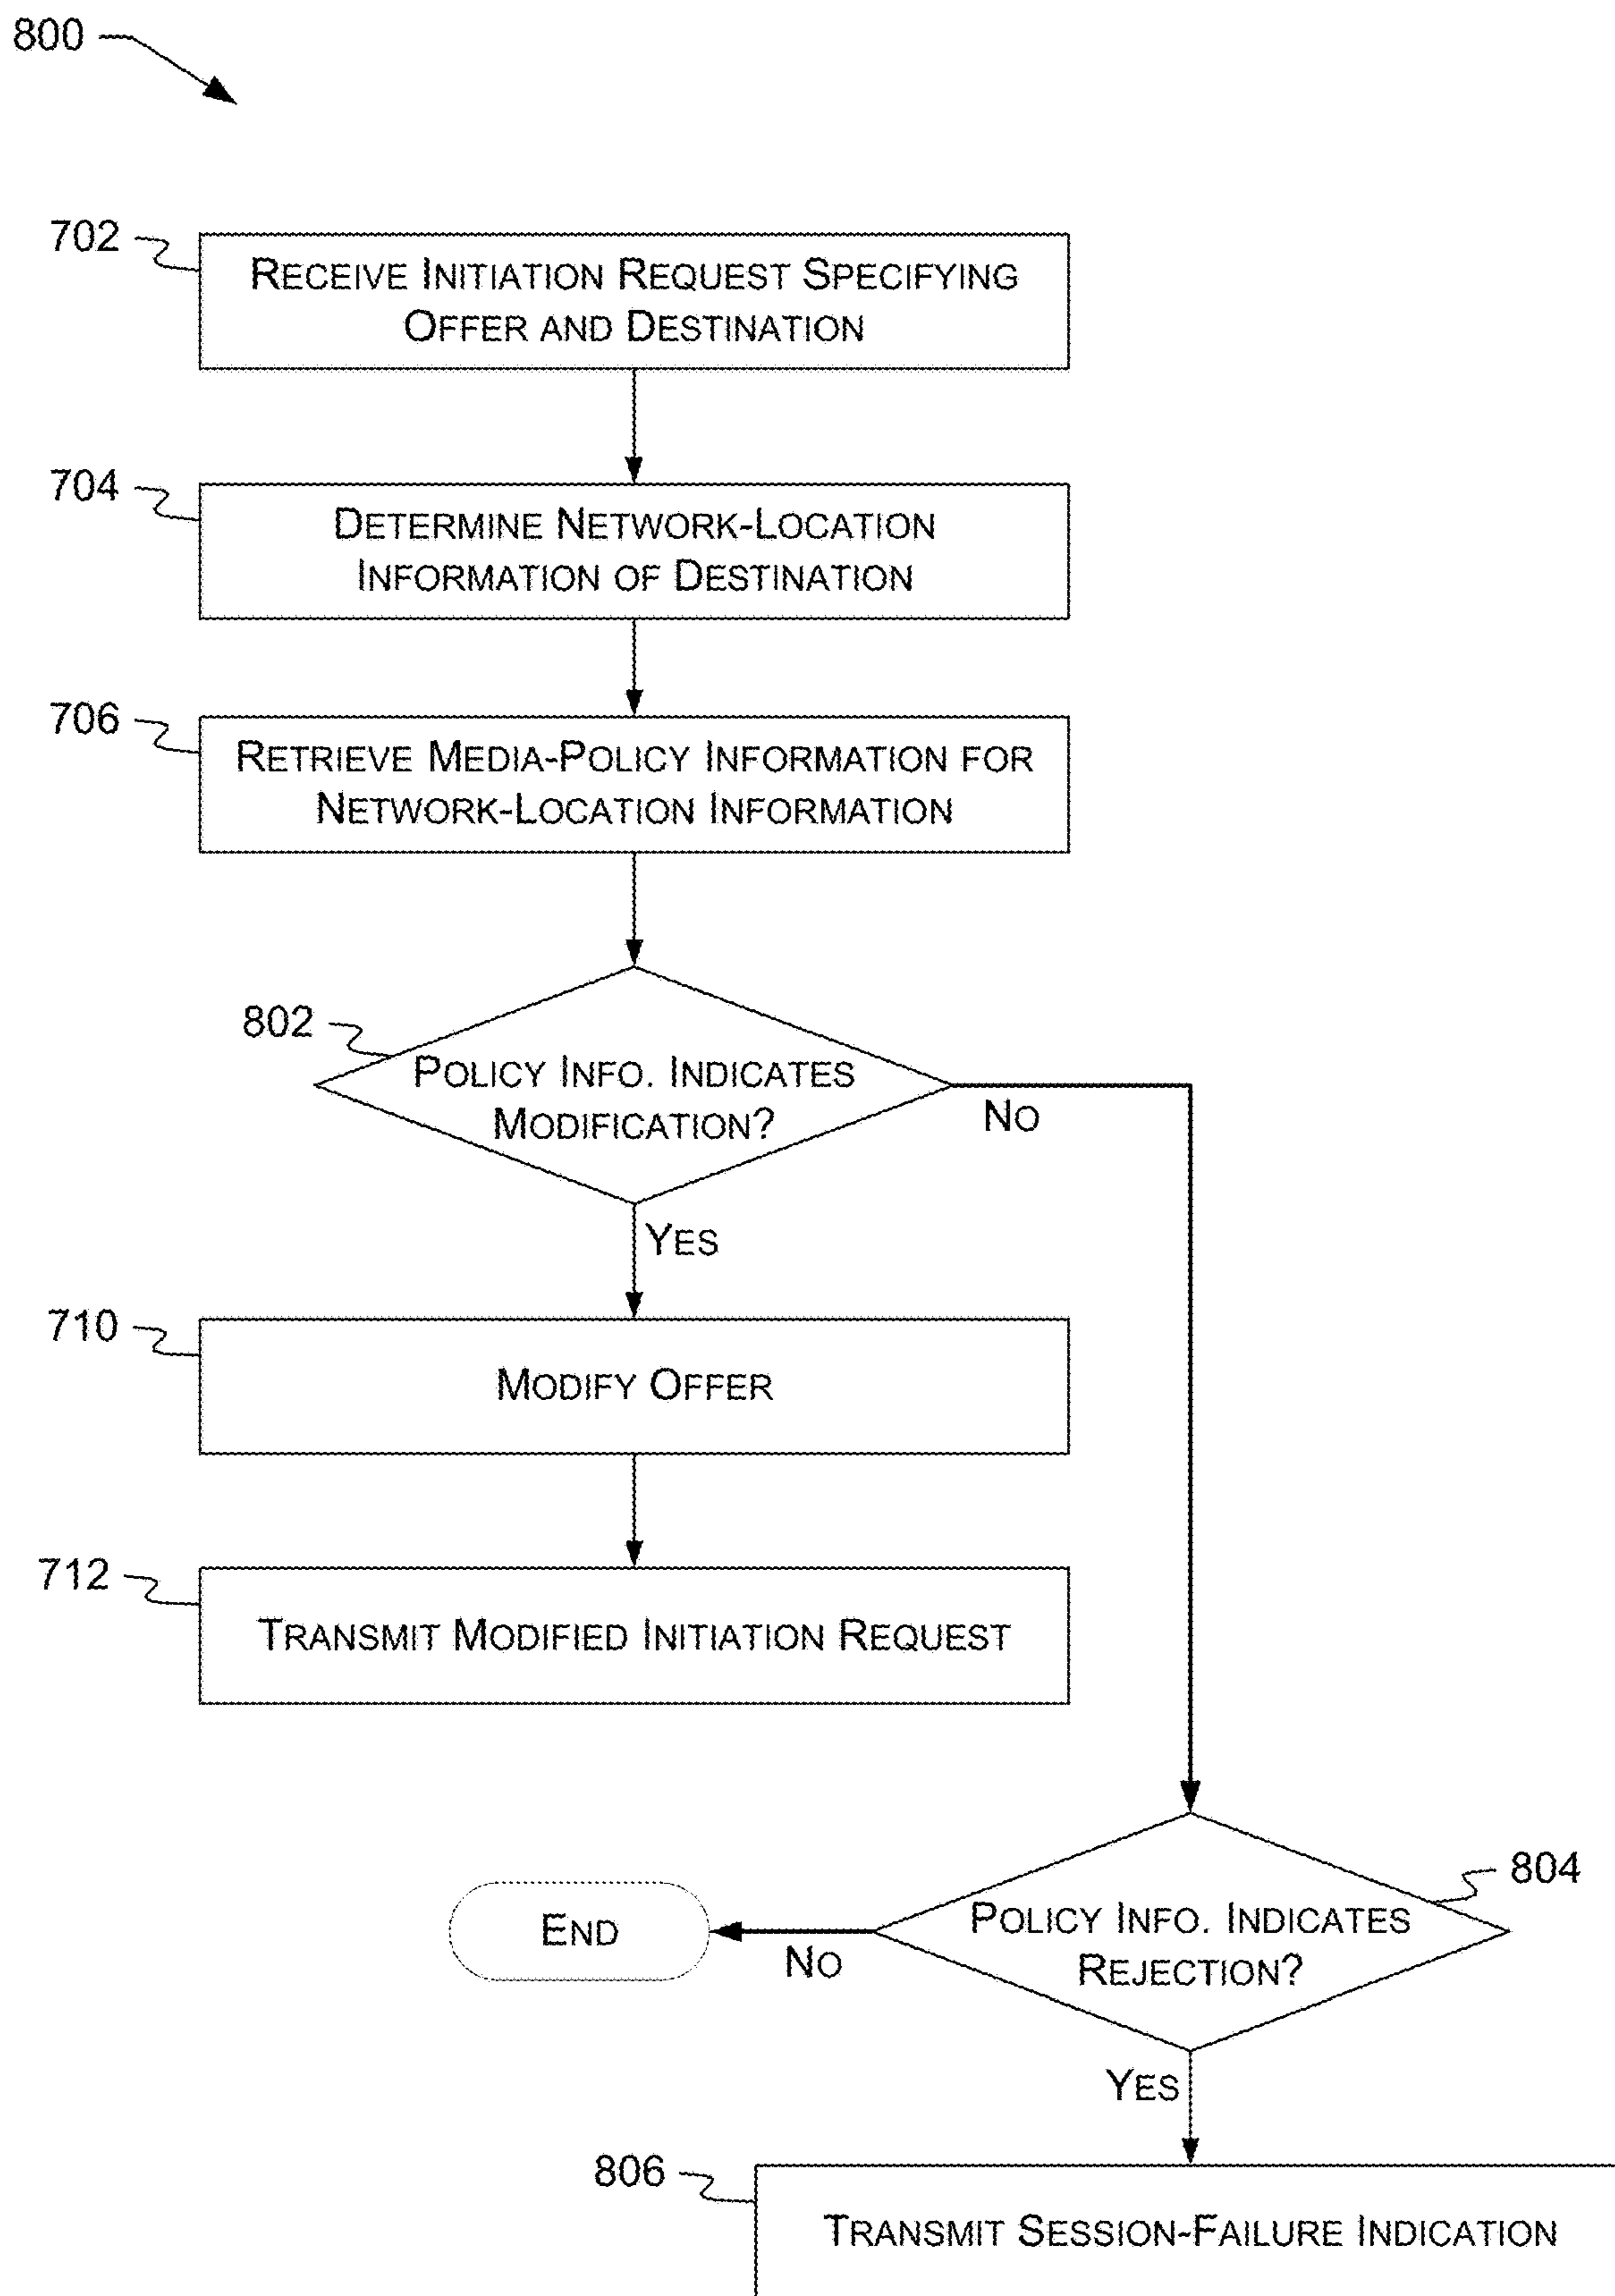 800
702
RECEIVE INITIATION REQUEST SPECIFYING
OFFER AND DESTINATION
704
DETERMINE NETWORK-LOCATION
INFORMATION OF DESTINATION
706
RETRIEVE MEDIA-POLICY INFORMATION FOR
NETWORK-LOCATION INFORMATION
802
POLICY INFO. INDICATES
MODIFICATION?
NO
YES
710
MODIFY OFFER
712
TRANSMIT MODIFIED INITIATION REQUEST
804
POLICY INFO. INDICATES
REJECTION?
END
NO
YES
806
TRANSMIT SESSION-FAILURE INDICATION